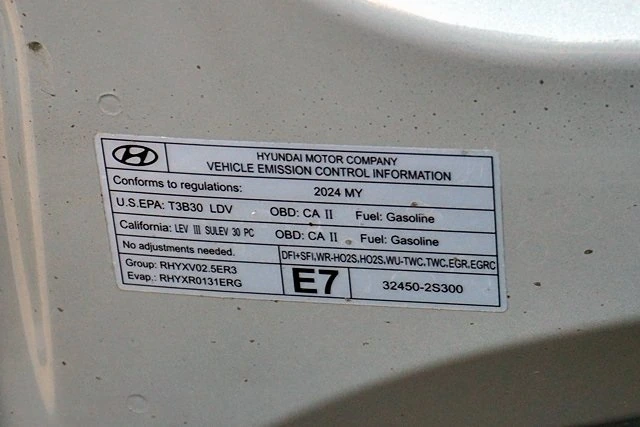 HYUNDAI MOTOR COMPANY
VEHICLE EMISSION CONTROL INFORMATION
Conforms to regulations: 2024 MY
U.S.EPA: T3B30 LDV OBD: CA II Fuel: Gasoline
California: LEV III SULEV 30 PC OBD: CA II Fuel: Gasoline
No adjustments needed. DFI+SFI,WR-HO2S,HO2S,WU-TWC,TWC,EGR,EGRC
Group: RHYXV02.5ER3
Evap.: RHYXR0131ERG
E7 32450-2S300